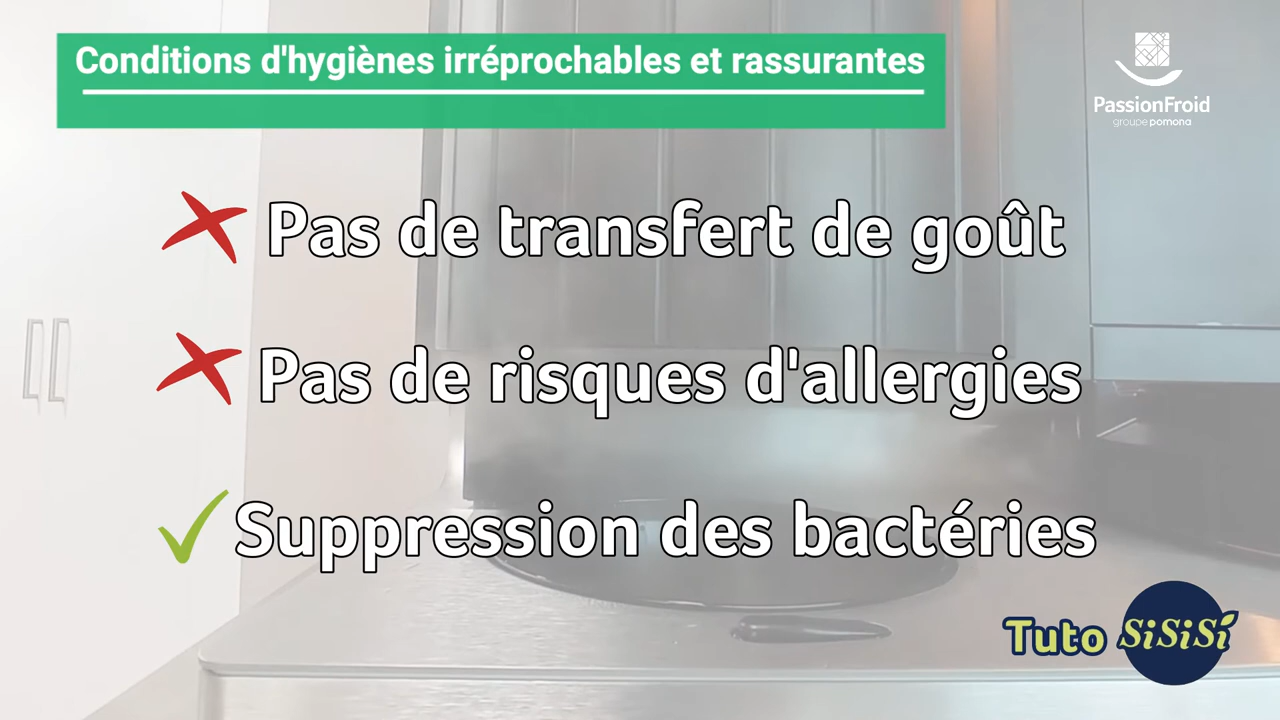 Conditions d'hygiènes irréprochables et rassurantes
PassionFroid
groupe pomona
Pas de transfert de goût
Pas de risques d'allergies
Suppression des bactéries
Tuto SiSiSi